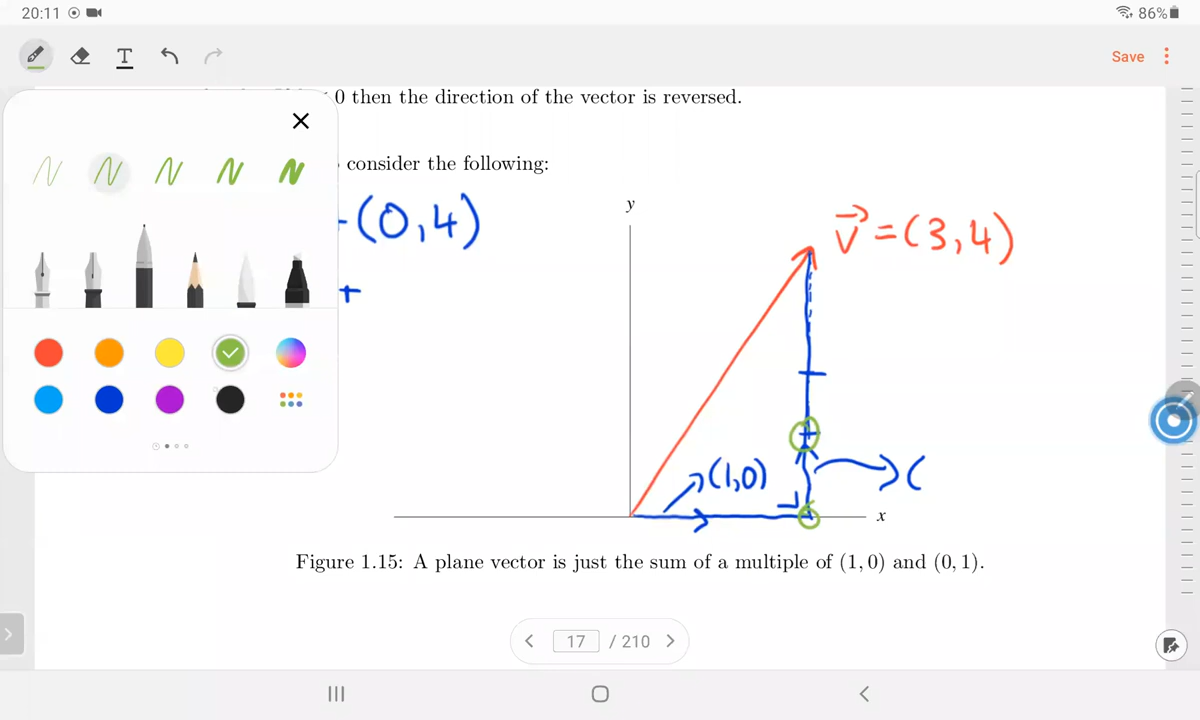 20:11 86%
T Save
0 then the direction of the vector is reversed.
consider the following:
(0,4)
+
y
v = (3,4)
(1,0)
(
x
Figure 1.15: A plane vector is just the sum of a multiple of (1, 0) and (0, 1).
17 / 210